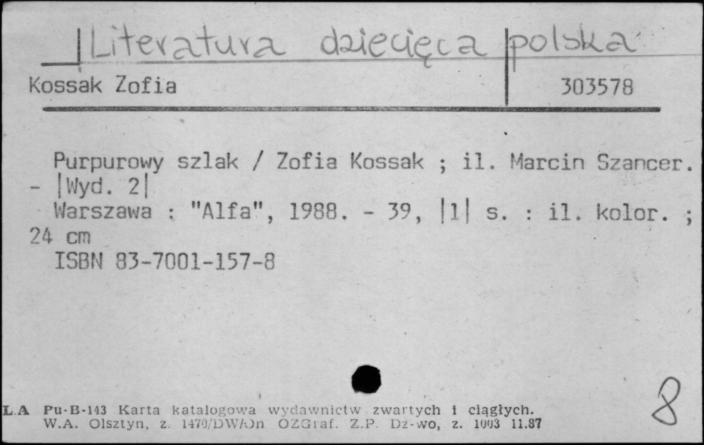 Literatura dziecięca polska
Kossak Zofia 303578
Purpurowy szlak / Zofia Kossak ; il. Marcin Szancer.
- |Wyd. 2|
Warszawa : "Alfa", 1988. - 39, |1| s. : il. kolor. ;
24 cm
ISBN 83-7001-157-8
8
LA Pu-B-143 Karta katalogowa wydawnictw zwartych i ciągłych.
W.A. Olsztyn, z. 1470/DWA/n OZGraf. Z.P. Dz-wo, z. 1003 11.87